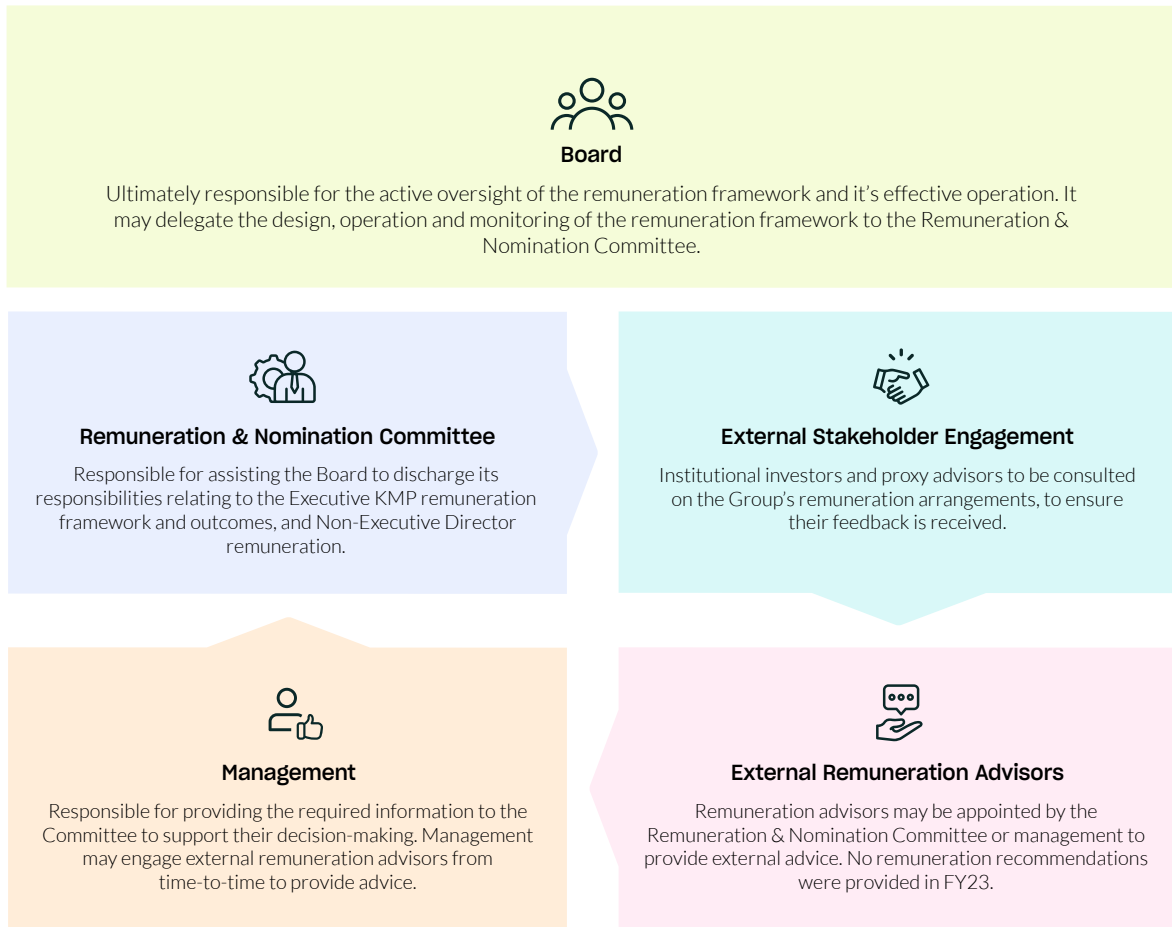 Board
Ultimately responsible for the active oversight of the remuneration framework and it's effective operation. It
may delegate the design, operation and monitoring of the remuneration framework to the Remuneration &
Nomination Committee.
Remuneration & Nomination Committee
Responsible for assisting the Board to discharge its
responsibilities relating to the Executive KMP remuneration
framework and outcomes, and Non-Executive Director
remuneration.
External Stakeholder Engagement
Institutional investors and proxy advisors to be consulted
on the Group's remuneration arrangements, to ensure
their feedback is received.
Management
Responsible for providing the required information to the
Committee to support their decision-making. Management
may engage external remuneration advisors from
time-to-time to provide advice.
External Remuneration Advisors
Remuneration advisors may be appointed by the
Remuneration & Nomination Committee or management to
provide external advice. No remuneration recommendations
were provided in FY23.